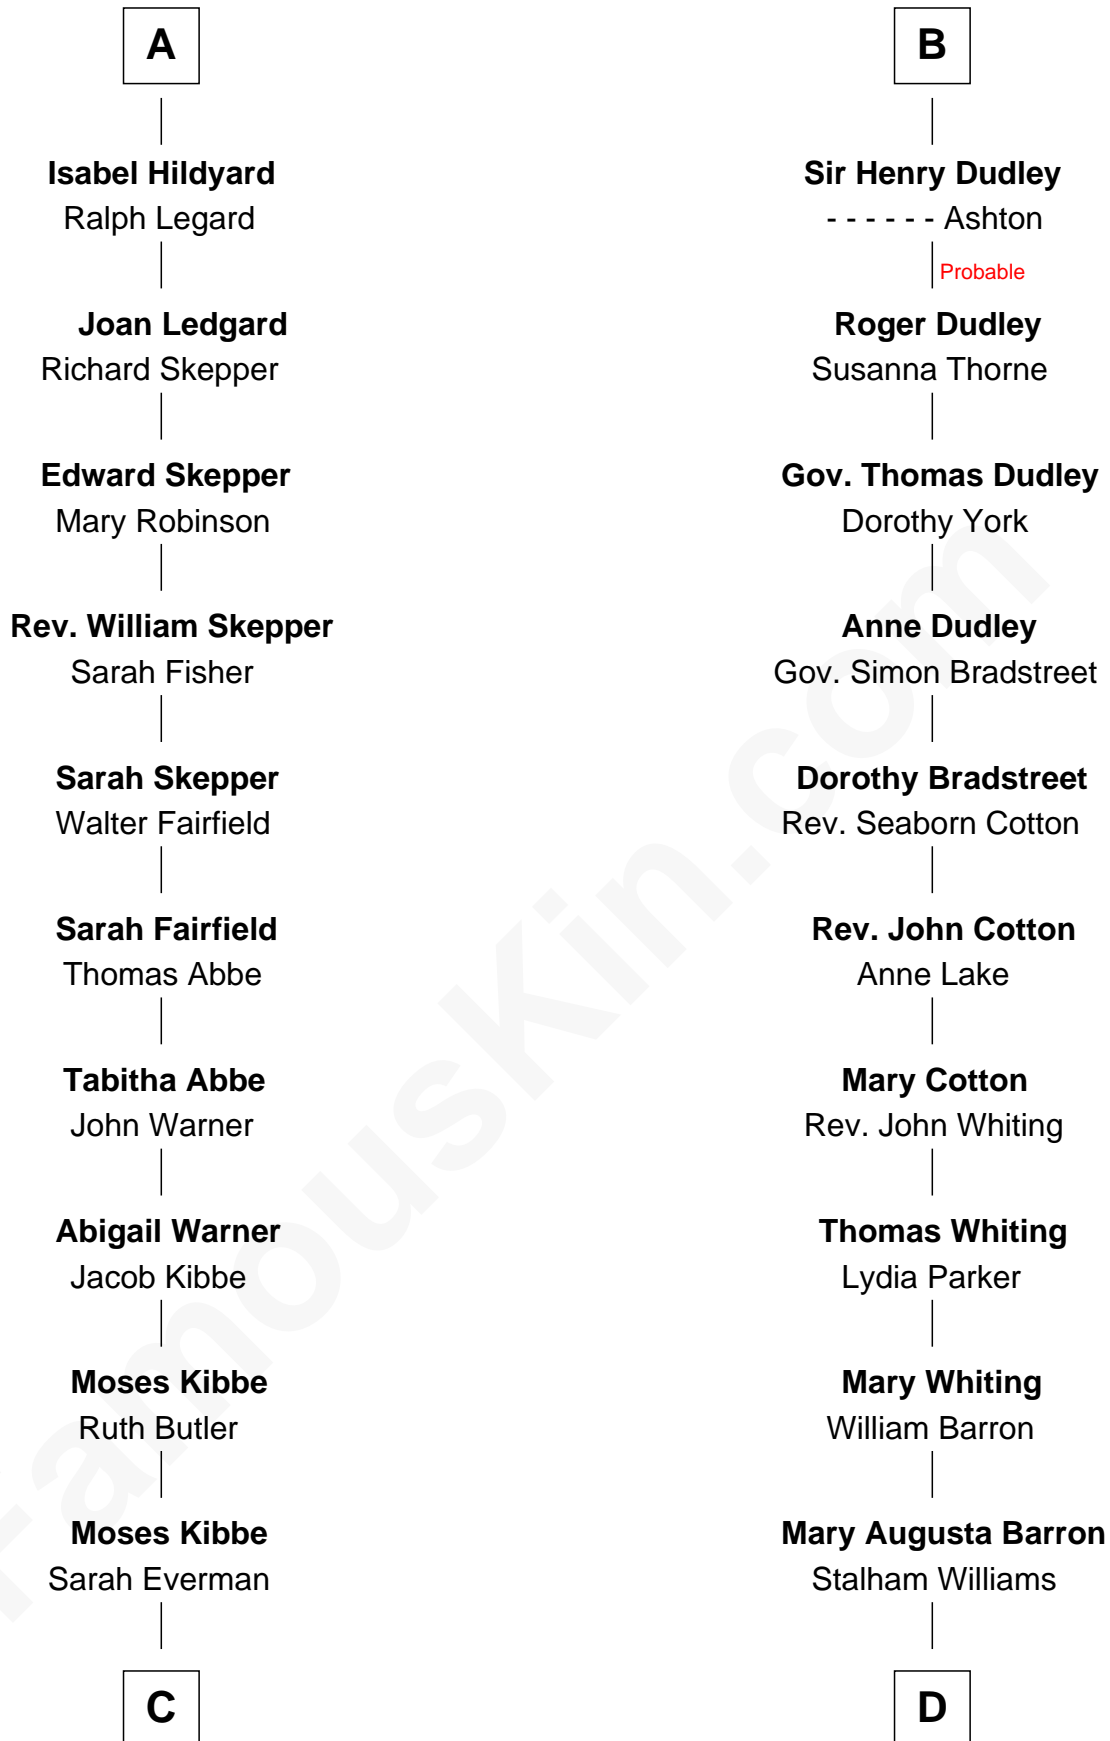 A
Isabel Hildyard
Ralph Legard
Joan Ledgard
Richard Skepper
Edward Skepper
Mary Robinson
Rev. William Skepper
Sarah Fisher
Sarah Skepper
Walter Fairfield
Sarah Fairfield
Thomas Abbe
Tabitha Abbe
John Warner
Abigail Warner
Jacob Kibbe
Moses Kibbe
Ruth Butler
Moses Kibbe
Sarah Everman
C
B
Sir Henry Dudley
- - - - - - Ashton
Probable
Roger Dudley
Susanna Thorne
Gov. Thomas Dudley
Dorothy York
Anne Dudley
Gov. Simon Bradstreet
Dorothy Bradstreet
Rev. Seaborn Cotton
Rev. John Cotton
Anne Lake
Mary Cotton
Rev. John Whiting
Thomas Whiting
Lydia Parker
Mary Whiting
William Barron
Mary Augusta Barron
Stalham Williams
D
FamousKin.com